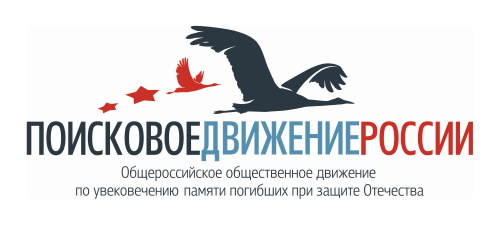 ПОИСКОВОЕДВИЖЕНИЕРОССИИ
Общероссийское общественное движение
по увековечению памяти погибших при защите Отечества